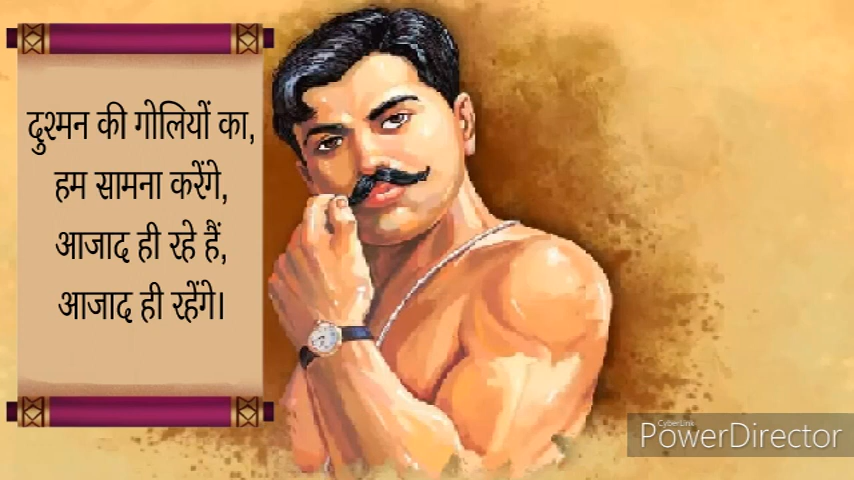 दुश्मन की गोलियों का,
हम सामना करेंगे,
आजाद ही रहे हैं,
आजाद ही रहेंगे।
CyberLink
PowerDirector